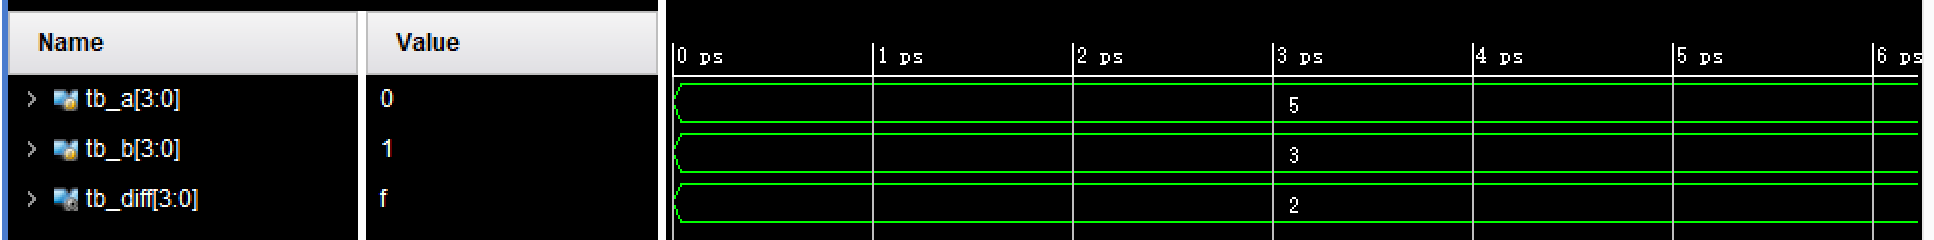 Name Value
0 ps 1 ps 2 ps 3 ps 4 ps 5 ps 6 ps
tb_a[3:0] 0 5
tb_b[3:0] 1 3
tb_diff[3:0] f 2